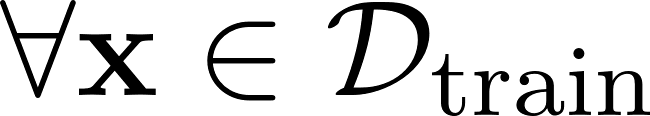 ∀𝐱 ∈ 𝒟_train